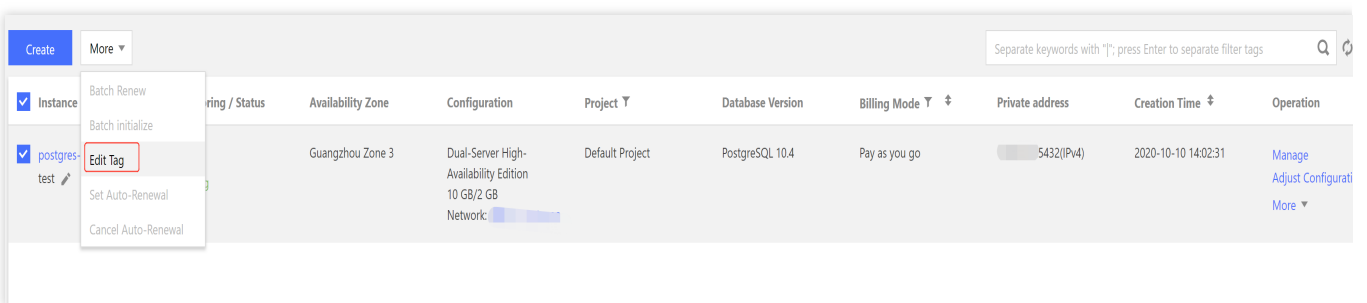 Create
More
Separate keywords with "|"; press Enter to separate filter tags
Batch Renew
Batch initialize
Edit Tag
Set Auto-Renewal
Cancel Auto-Renewal
Instance
/ Status
Availability Zone
Configuration
Project
Database Version
Billing Mode
Private address
Creation Time
Operation
postgres-
test
Guangzhou Zone 3
Dual-Server High-
Availability Edition
10 GB/2 GB
Network:
Default Project
PostgreSQL 10.4
Pay as you go
5432(IPv4)
2020-10-10 14:02:31
Manage
Adjust Configurati
More